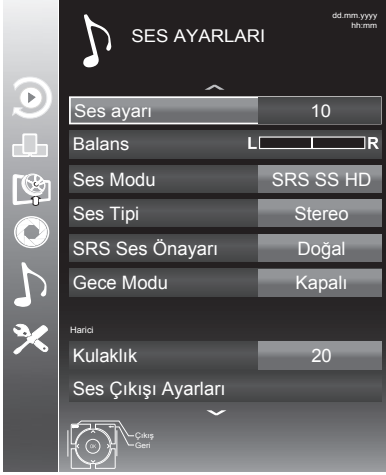 SES AYARLARI
dd.mm.yyyy
hh:mm
Ses ayarı 10
Balans L R
Ses Modu SRS SS HD
Ses Tipi Stereo
SRS Ses Önayarı Doğal
Gece Modu Kapalı
Harici
Kulaklık 20
Ses Çıkışı Ayarları
OK
Çıkış
Geri